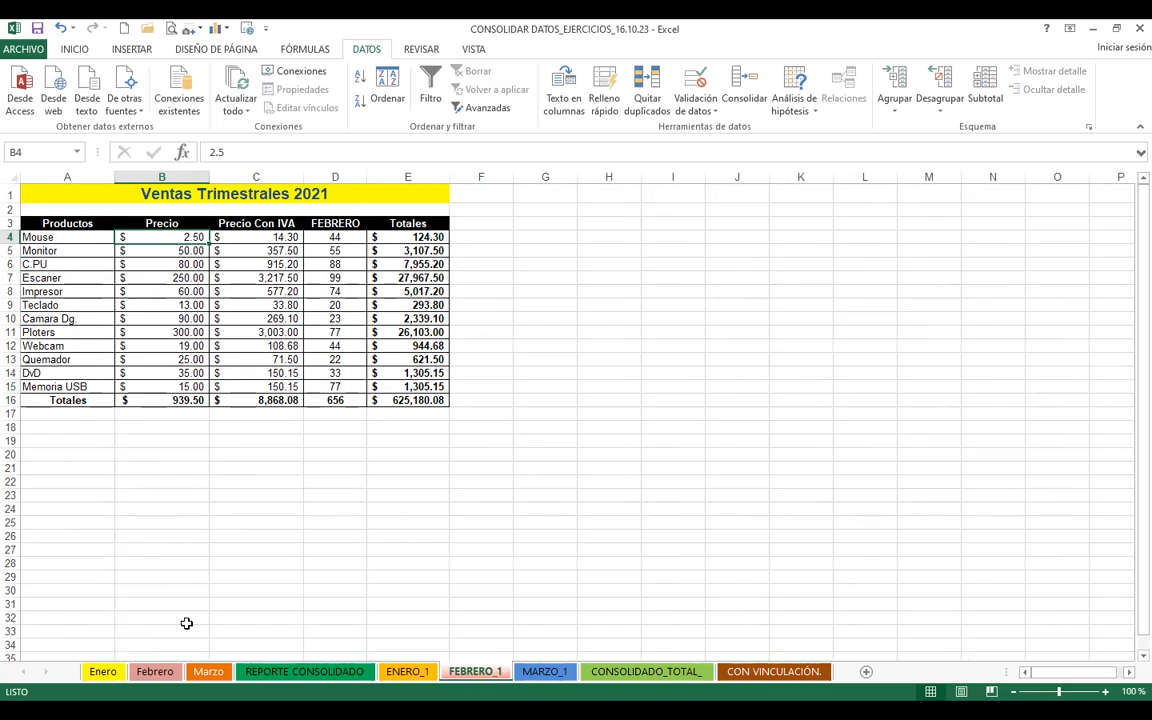 CONSOLIDAR DATOS_EJERCICIOS_16.10.23 - Excel
ARCHIVO INICIO INSERTAR DISEÑO DE PÁGINA FÓRMULAS DATOS REVISAR VISTA Iniciar sesión
Desde Access
Desde web
Desde texto
De otras fuentes
Conexiones existentes
Obtener datos externos
Actualizar todo
Conexiones
Propiedades
Editar vínculos
Conexiones
Ordenar
Filtro
Borrar
Volver a aplicar
Avanzadas
Ordenar y filtrar
Texto en columnas
Relleno rápido
Quitar duplicados
Validación de datos
Consolidar
Análisis de hipótesis
Relaciones
Herramientas de datos
Agrupar
Desagrupar
Subtotal
Mostrar detalle
Ocultar detalle
Esquema
B4 fx 2.5
A B C D E F G H I J K L M N O P
1 Ventas Trimestrales 2021
2
3 Productos Precio Precio Con IVA FEBRERO Totales
4 Mouse $ 2.50 $ 14.30 44 $ 124.30
5 Monitor $ 50.00 $ 357.50 55 $ 3,107.50
6 C.PU $ 80.00 $ 915.20 88 $ 7,955.20
7 Escaner $ 250.00 $ 3,217.50 99 $ 27,967.50
8 Impresor $ 60.00 $ 577.20 74 $ 5,017.20
9 Teclado $ 13.00 $ 33.80 20 $ 293.80
10 Camara Dg. $ 90.00 $ 269.10 23 $ 2,339.10
11 Ploters $ 300.00 $ 3,003.00 77 $ 26,103.00
12 Webcam $ 19.00 $ 108.68 44 $ 944.68
13 Quemador $ 25.00 $ 71.50 22 $ 621.50
14 DvD $ 35.00 $ 150.15 33 $ 1,305.15
15 Memoria USB $ 15.00 $ 150.15 77 $ 1,305.15
16 Totales $ 939.50 $ 8,868.08 656 $ 625,180.08
17
18
19
20
21
22
23
24
25
26
27
28
29
30
31
32
33
34
35
Enero Febrero Marzo REPORTE CONSOLIDADO ENERO_1 FEBRERO_1 MARZO_1 CONSOLIDADO_TOTAL_ CON VINCULACIÓN.
LISTO 100 %